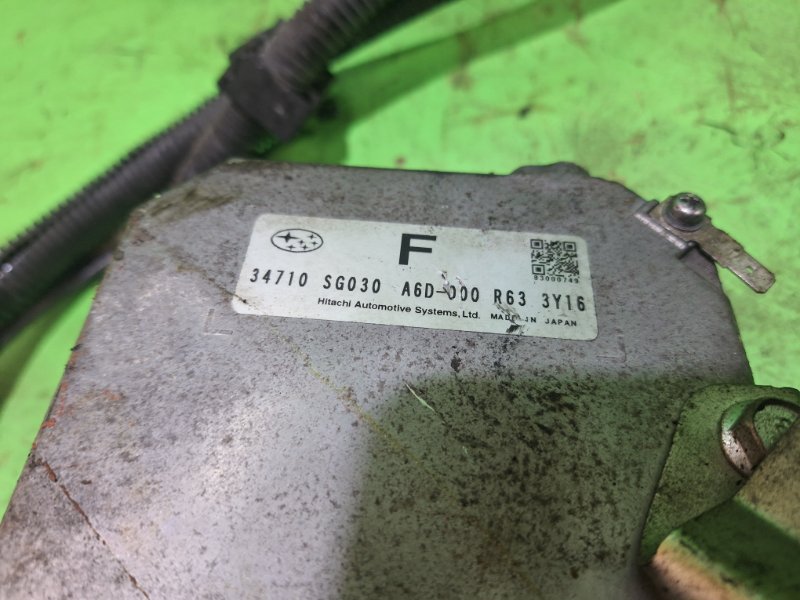 F
34710 SG030 A6D-000 R63 3Y16
Hitachi Automotive Systems, Ltd. MADE IN JAPAN